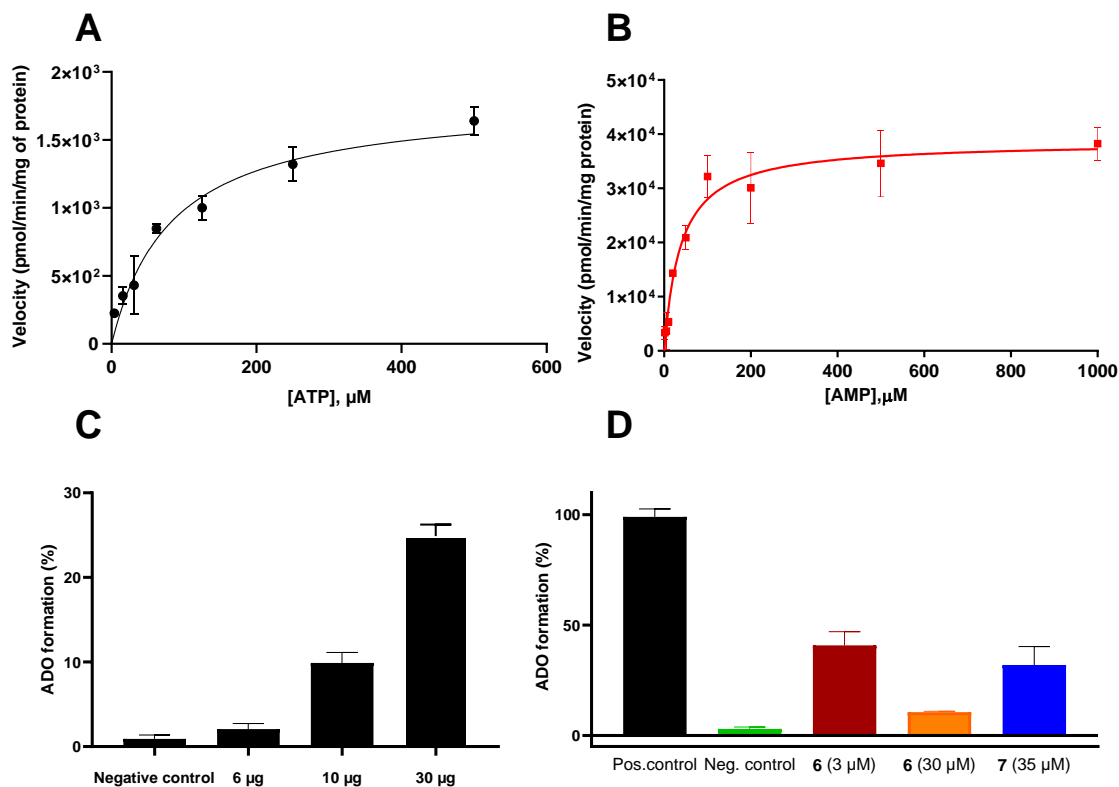 A
Velocity (pmol/min/mg of protein)
2×10³
1.5×10³
1×10³
5×10²
0
0
200
400
600
[ATP], µM
B
Velocity (pmol/min/mg protein)
5×10⁴
4×10⁴
3×10⁴
2×10⁴
1×10⁴
0
0
200
400
600
800
1000
[AMP],µM
C
ADO formation (%)
30
20
10
0
Negative control
6 µg
10 µg
30 µg
D
ADO formation (%)
100
50
0
Pos.control
Neg. control
6 (3 µM)
6 (30 µM)
7 (35 µM)